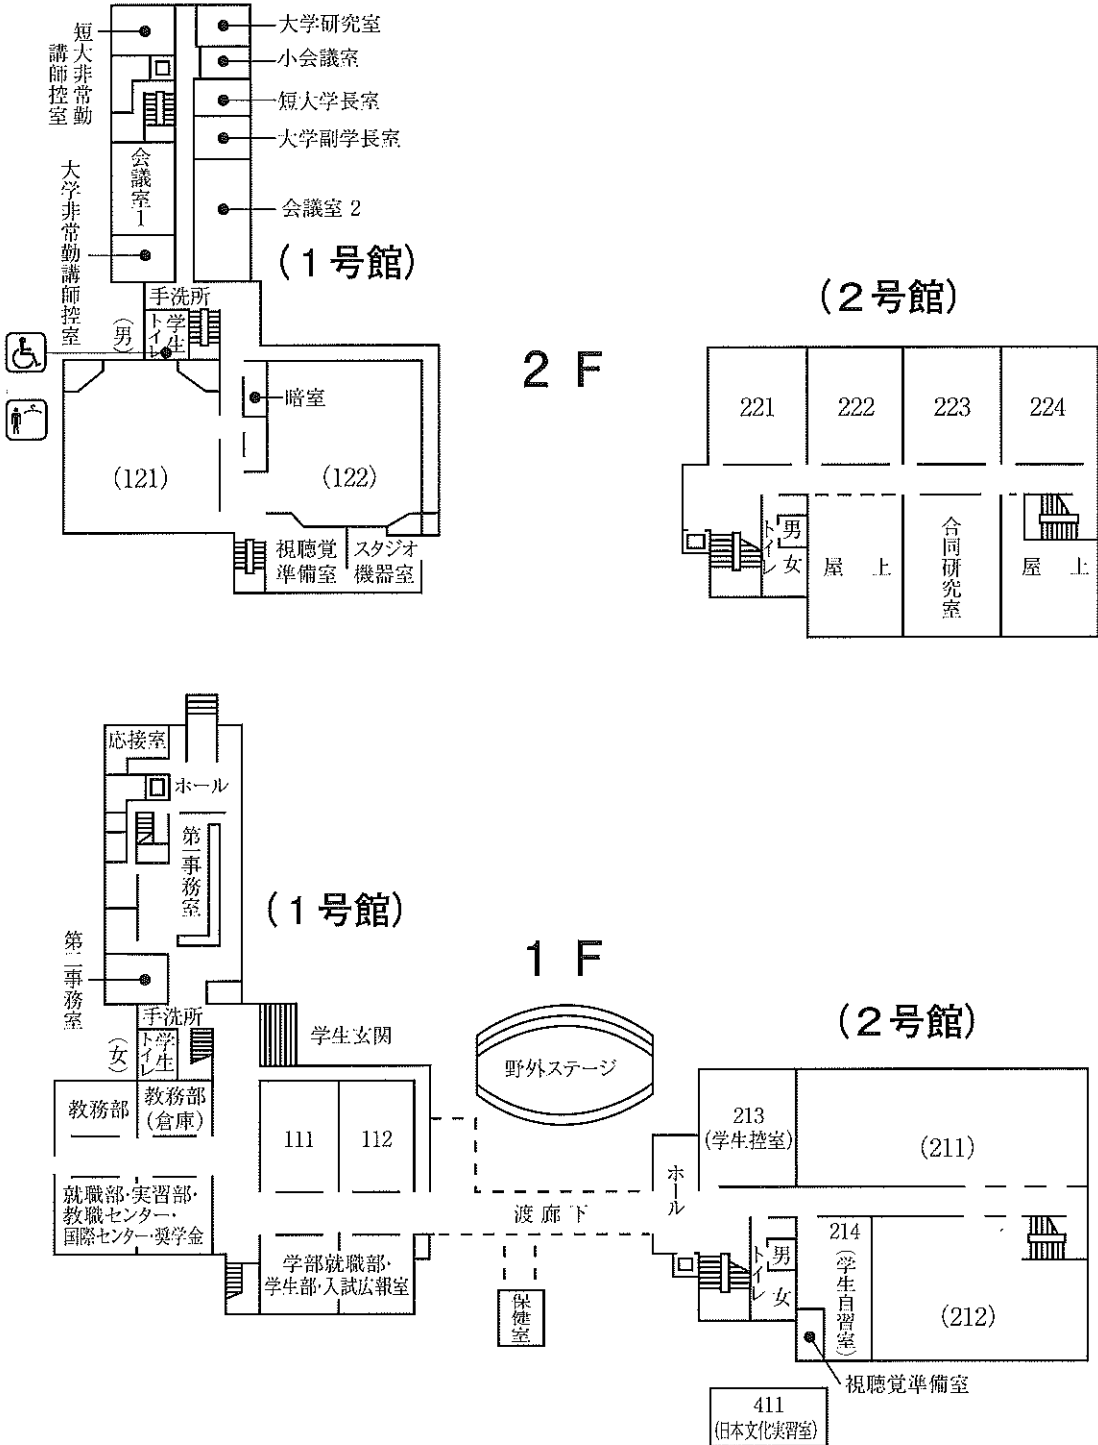 大学研究室
短大非常勤
講師控室
小会議室
短大学長室
大学副学長室
会議室1
会議室 2
大学非常勤講師控室
(1号館)
手洗所
(男)
学生
トイレ
暗室
(121)
(122)
視聴覚
準備室
スタジオ
機器室
2 F
(2号館)
221
222
223
224
トイレ
男
女
屋上
合同研究室
屋上
応接室
ホール
第一事務室
(1号館)
第二事務室
手洗所
(女)
学生
トイレ
学生玄関
教務部
教務部
(倉庫)
111
112
就職部・実習部・
教職センター・
国際センター・奨学金
学部就職部・
学生部・入試広報室
1 F
野外ステージ
渡廊下
保健室
(2号館)
213
(学生控室)
(211)
ホール
トイレ
男
女
214
(学生自習室)
(212)
視聴覚準備室
411
(日本文化実習室)